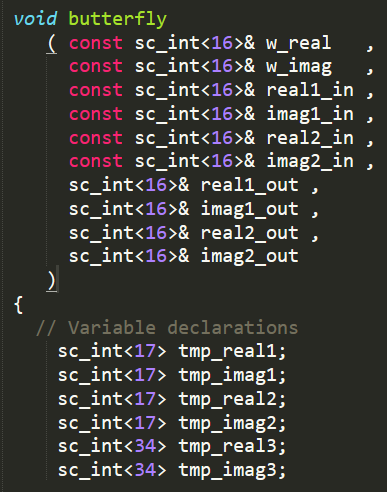 void butterfly
( const sc_int<16>& w_real ,
const sc_int<16>& w_imag ,
const sc_int<16>& real1_in ,
const sc_int<16>& imag1_in ,
const sc_int<16>& real2_in ,
const sc_int<16>& imag2_in ,
sc_int<16>& real1_out ,
sc_int<16>& imag1_out ,
sc_int<16>& real2_out ,
sc_int<16>& imag2_out
)
{
// Variable declarations
sc_int<17> tmp_real1;
sc_int<17> tmp_imag1;
sc_int<17> tmp_real2;
sc_int<17> tmp_imag2;
sc_int<34> tmp_real3;
sc_int<34> tmp_imag3;